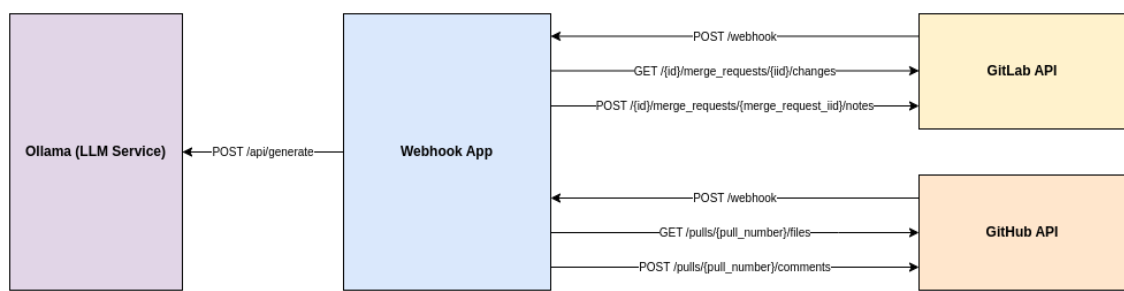 POST /webhook
GET /{id}/merge_requests/{iid}/changes
GitLab API
POST /{id}/merge_requests/{merge_request_iid}/notes
Ollama (LLM Service)
POST /api/generate
Webhook App
POST /webhook
GET /pulls/{pull_number}/files
GitHub API
POST /pulls/{pull_number}/comments